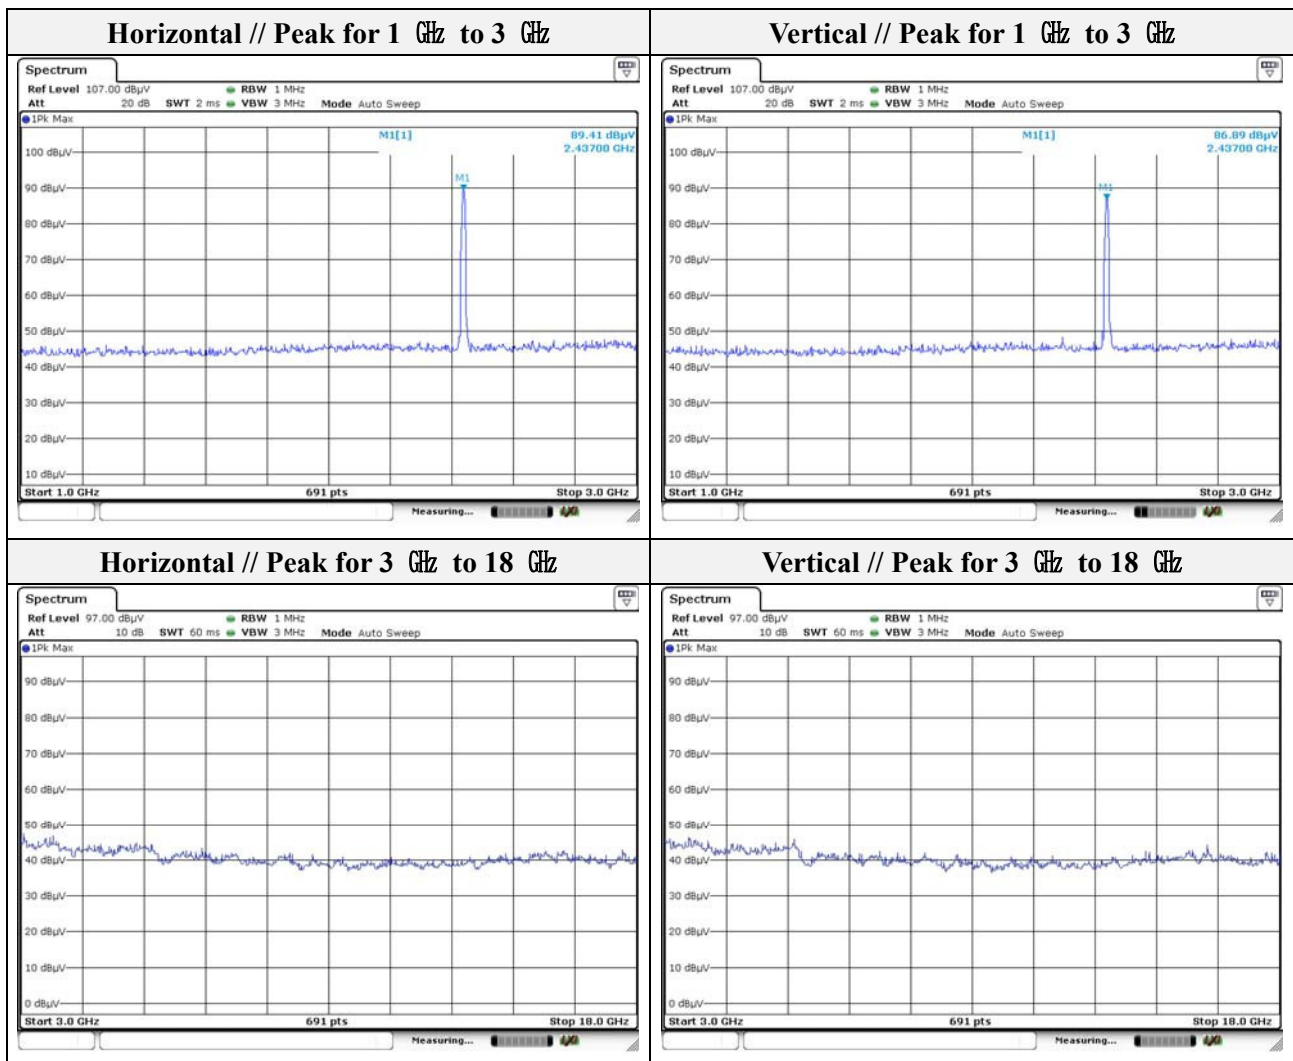 Horizontal // Peak for 1 ㎓ to 3 ㎓
Spectrum
Ref Level 107.00 dBµV RBW 1 MHz
Att 20 dB SWT 2 ms VBW 3 MHz Mode Auto Sweep
1Pk Max
M1[1] 89.41 dBµV
2.43700 GHz
M1
100 dBµV
90 dBµV
80 dBµV
70 dBµV
60 dBµV
50 dBµV
40 dBµV
30 dBµV
20 dBµV
10 dBµV
Start 1.0 GHz 691 pts Stop 3.0 GHz
Measuring...
Vertical // Peak for 1 ㎓ to 3 ㎓
Spectrum
Ref Level 107.00 dBµV RBW 1 MHz
Att 20 dB SWT 2 ms VBW 3 MHz Mode Auto Sweep
1Pk Max
M1[1] 86.89 dBµV
2.43700 GHz
M1
100 dBµV
90 dBµV
80 dBµV
70 dBµV
60 dBµV
50 dBµV
40 dBµV
30 dBµV
20 dBµV
10 dBµV
Start 1.0 GHz 691 pts Stop 3.0 GHz
Measuring...
Horizontal // Peak for 3 ㎓ to 18 ㎓
Spectrum
Ref Level 97.00 dBµV RBW 1 MHz
Att 10 dB SWT 60 ms VBW 3 MHz Mode Auto Sweep
1Pk Max
90 dBµV
80 dBµV
70 dBµV
60 dBµV
50 dBµV
40 dBµV
30 dBµV
20 dBµV
10 dBµV
0 dBµV
Start 3.0 GHz 691 pts Stop 18.0 GHz
Measuring...
Vertical // Peak for 3 ㎓ to 18 ㎓
Spectrum
Ref Level 97.00 dBµV RBW 1 MHz
Att 10 dB SWT 60 ms VBW 3 MHz Mode Auto Sweep
1Pk Max
90 dBµV
80 dBµV
70 dBµV
60 dBµV
50 dBµV
40 dBµV
30 dBµV
20 dBµV
10 dBµV
0 dBµV
Start 3.0 GHz 691 pts Stop 18.0 GHz
Measuring...